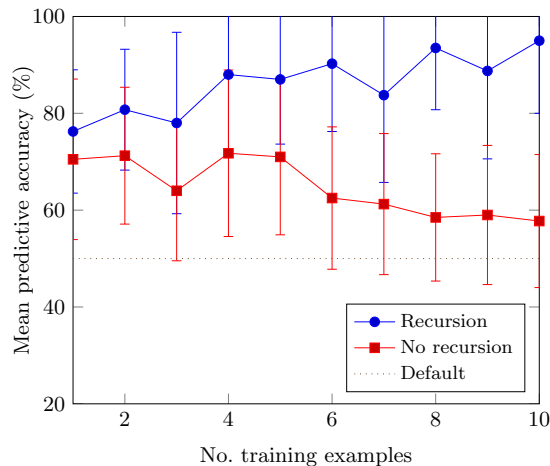 Mean predictive accuracy (%)
100
80
60
40
20
2
4
6
8
10
No. training examples
Recursion
No recursion
Default